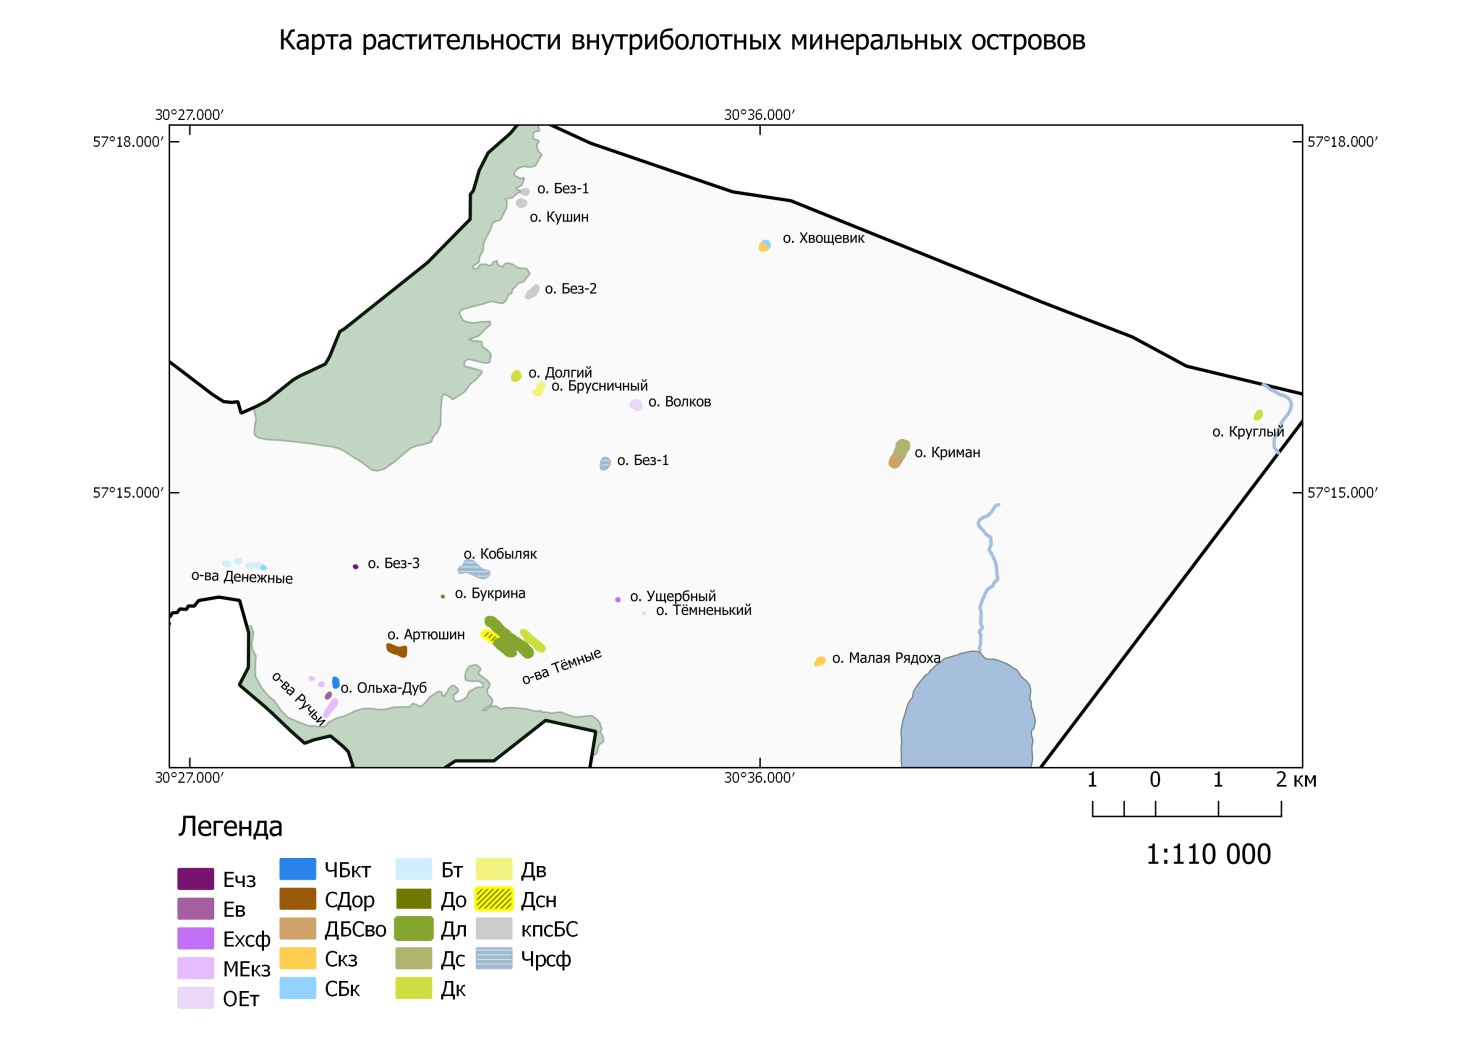 Карта растительности внутриболотных минеральных островов
30°27.000′ 30°36.000′
57°18.000′ 57°18.000′
о. Без-1
о. Кушин
о. Хвощевик
о. Без-2
о. Долгий
о. Брусничный
о. Волков
о. Круглый
о. Без-1
о. Криман
57°15.000′ 57°15.000′
о. Кобыляк
о. Без-3
о-ва Денежные
о. Букрина
о. Ущербный
о. Тёмненький
о. Артюшин
о-ва Тёмные
о. Малая Рядоха
о. Ольха-Дуб
о-ва Ручьи
30°27.000′ 30°36.000′
1 0 1 2 км
1:110 000
Легенда
Ечз
Ев
Ехсф
МЕкз
ОЕт
ЧБкт
СДор
ДБСво
Скз
СБк
Бт
До
Дл
Дс
Дк
Дв
Дсн
кпсБС
Чрсф